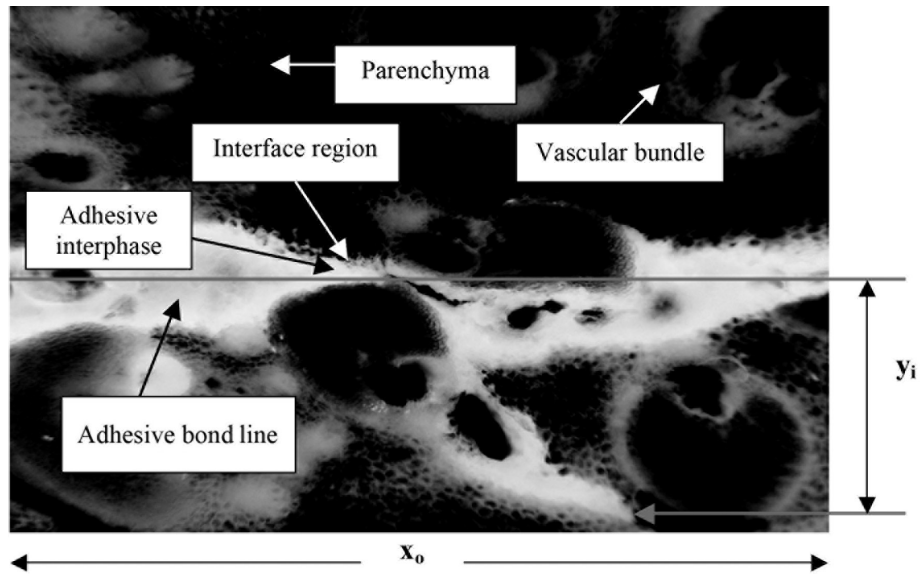 Parenchyma
Interface region
Vascular bundle
Adhesive
interphase
yᵢ
Adhesive bond line
xₒ